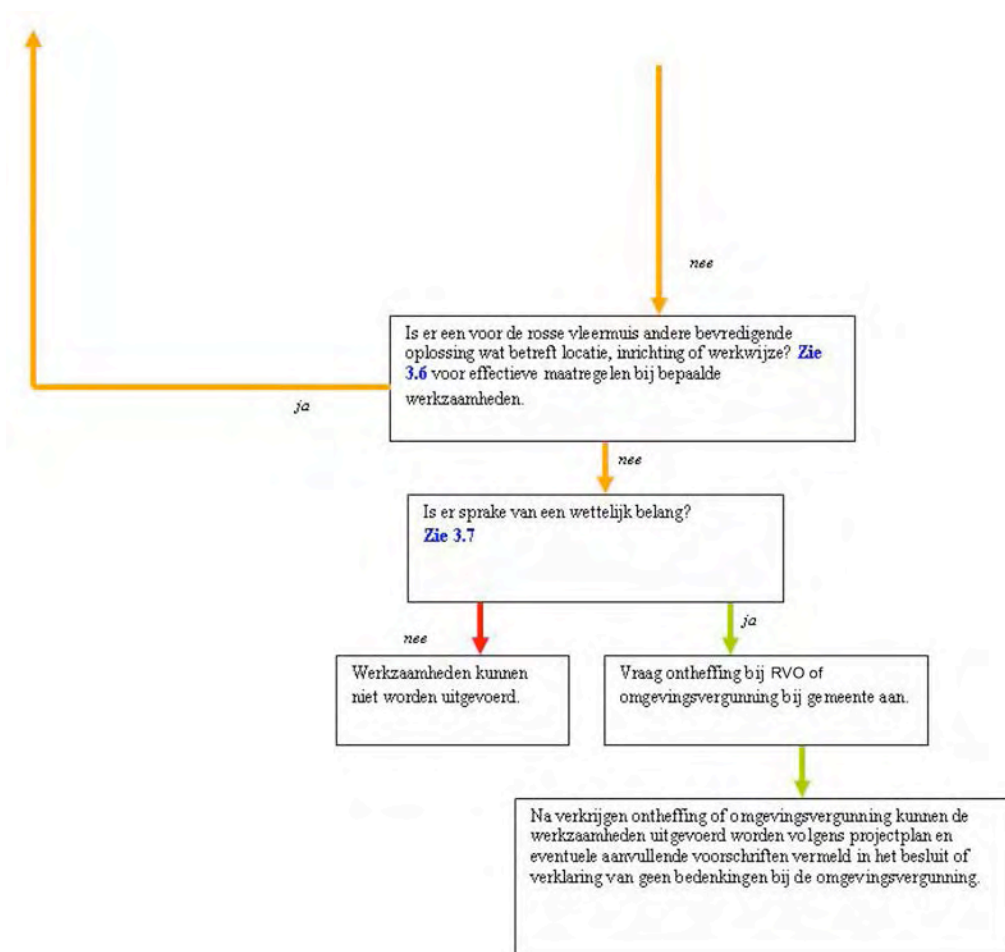 nee
Is er een voor de rosse vleermuis andere bevredigende
oplossing wat betreft locatie, inrichting of werkwijze? Zie
3.6 voor effectieve maatregelen bij bepaalde
werkzaamheden.
ja
nee
Is er sprake van een wettelijk belang?
Zie 3.7
nee
ja
Werkzaamheden kunnen
niet worden uitgevoerd.
Vraag ontheffing bij RVO of
omgevingsvergunning bij gemeente aan.
Na verkrijgen ontheffing of omgevingsvergunning kunnen de
werkzaamheden uitgevoerd worden volgens projectplan en
eventuele aanvullende voorschriften vermeld in het besluit of
verklaring van geen bedenkingen bij de omgevingsvergunning.